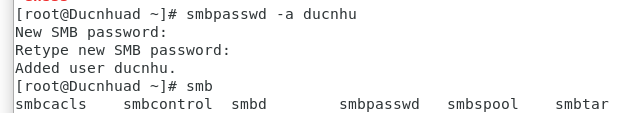 [root@Ducnhuad ~]# smbpasswd -a ducnhu
New SMB password:
Retype new SMB password:
Added user ducnhu.
[root@Ducnhuad ~]# smb
smbcacls    smbcontrol  smbd        smbpasswd   smbspool    smbtar